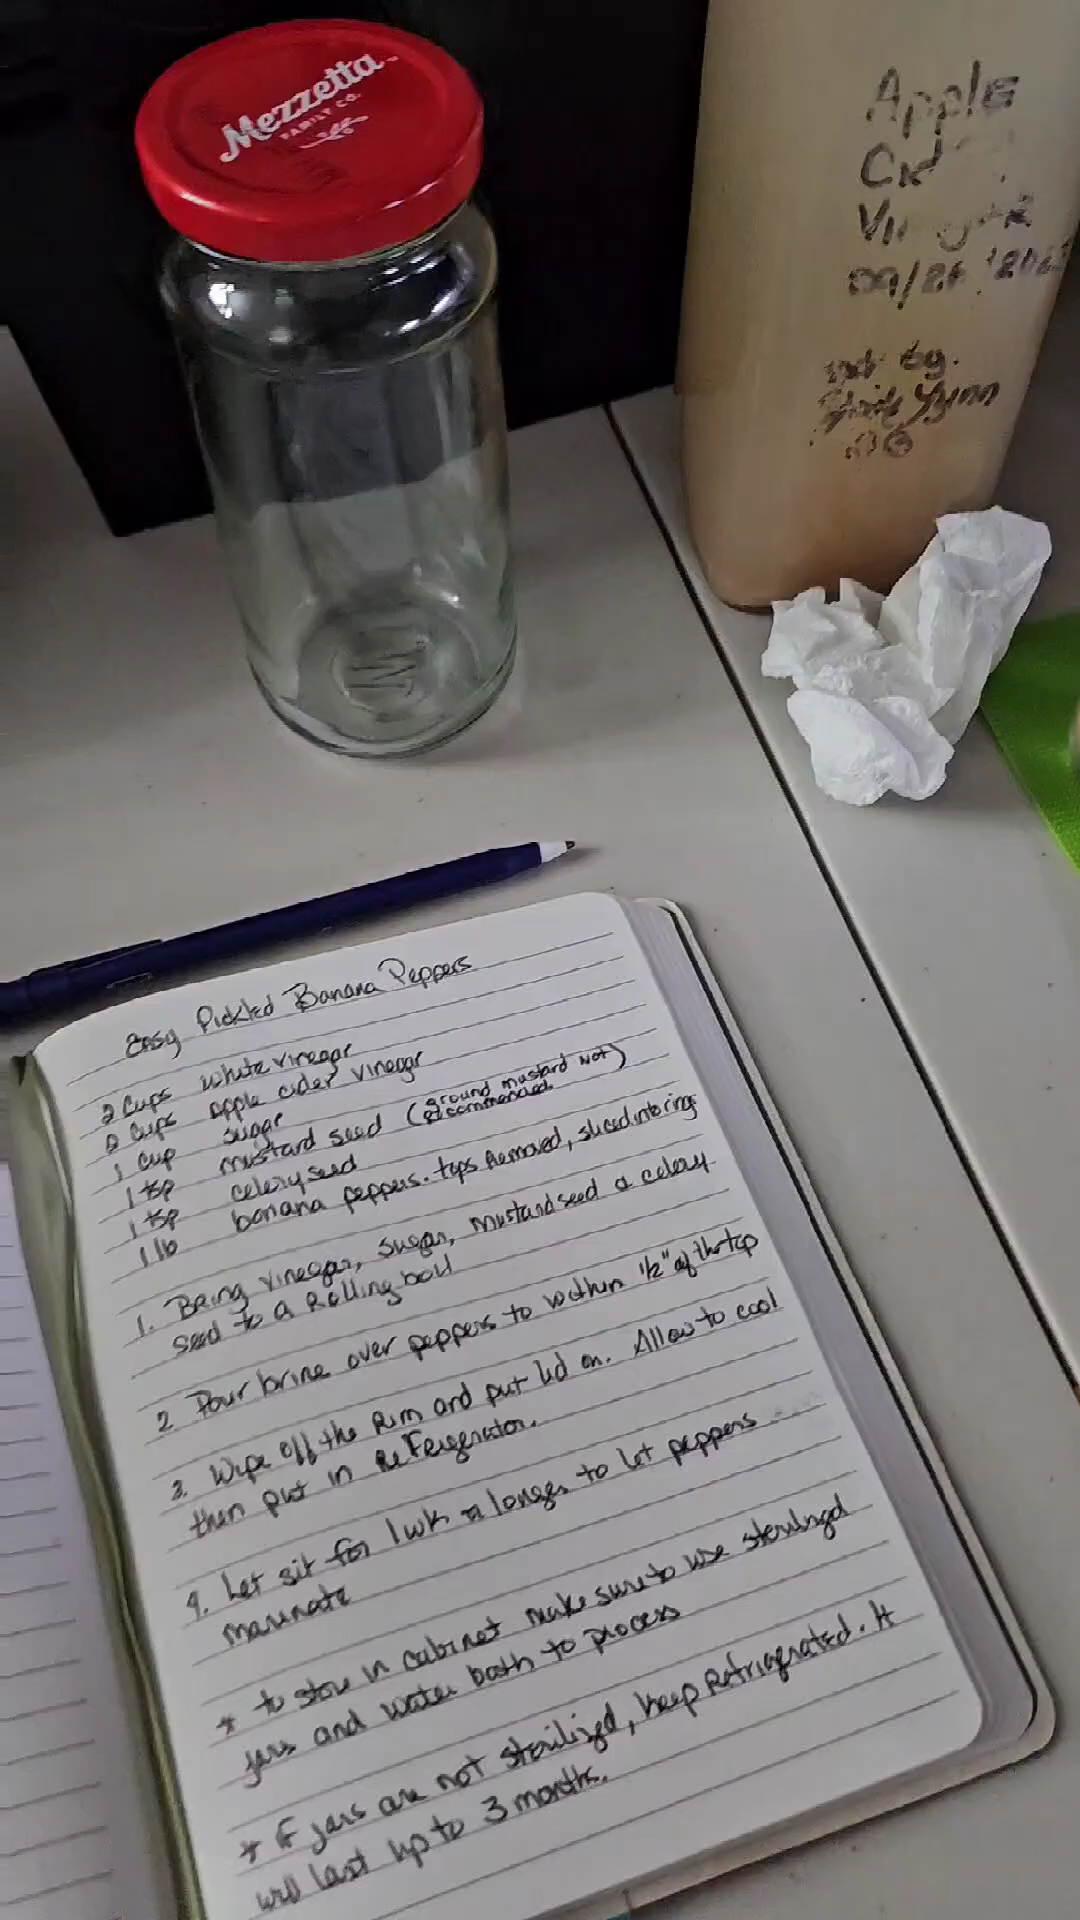 Mezzetta
FAMILY CO.
Apple
Vinegar
by.
Lynn
Easy Pickled Banana Peppers
2 Cups white vinegar
2 Cups apple cider vinegar
1 cup sugar
1 tsp mustard seed (ground mustard not recommended)
1 tsp celery seed
1 lb banana peppers. tops removed, sliced into rings
1. Bring vinegar, sugar, mustard seed & celery
seed to a Rolling boil
2. Pour brine over peppers to within 1/2" of the top
3. Wipe off the rim and put lid on. Allow to cool
then put in ReFrigerator.
4. Let sit for 1 wk or longer to let peppers
marinate
* to store in cabinet make sure to use sterilized
jars and water bath to process
* If jars are not sterilized, keep refrigerated. It
will last up to 3 months.